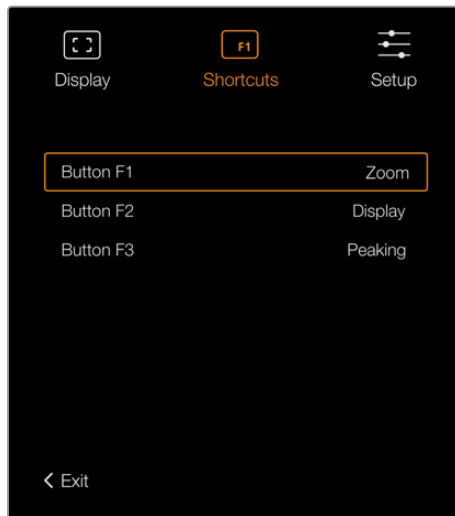 F1
Display Shortcuts Setup
Button F1 Zoom
Button F2 Display
Button F3 Peaking
Exit